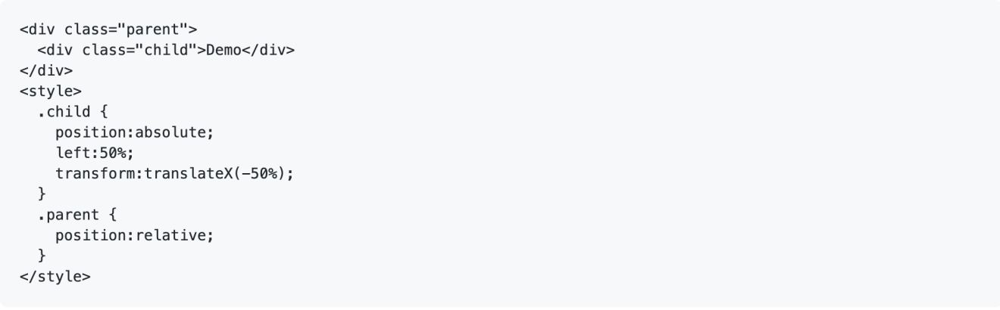 <div class="parent">
  <div class="child">Demo</div>
</div>
<style>
  .child {
    position:absolute;
    left:50%;
    transform:translateX(-50%);
  }
  .parent {
    position:relative;
  }
</style>